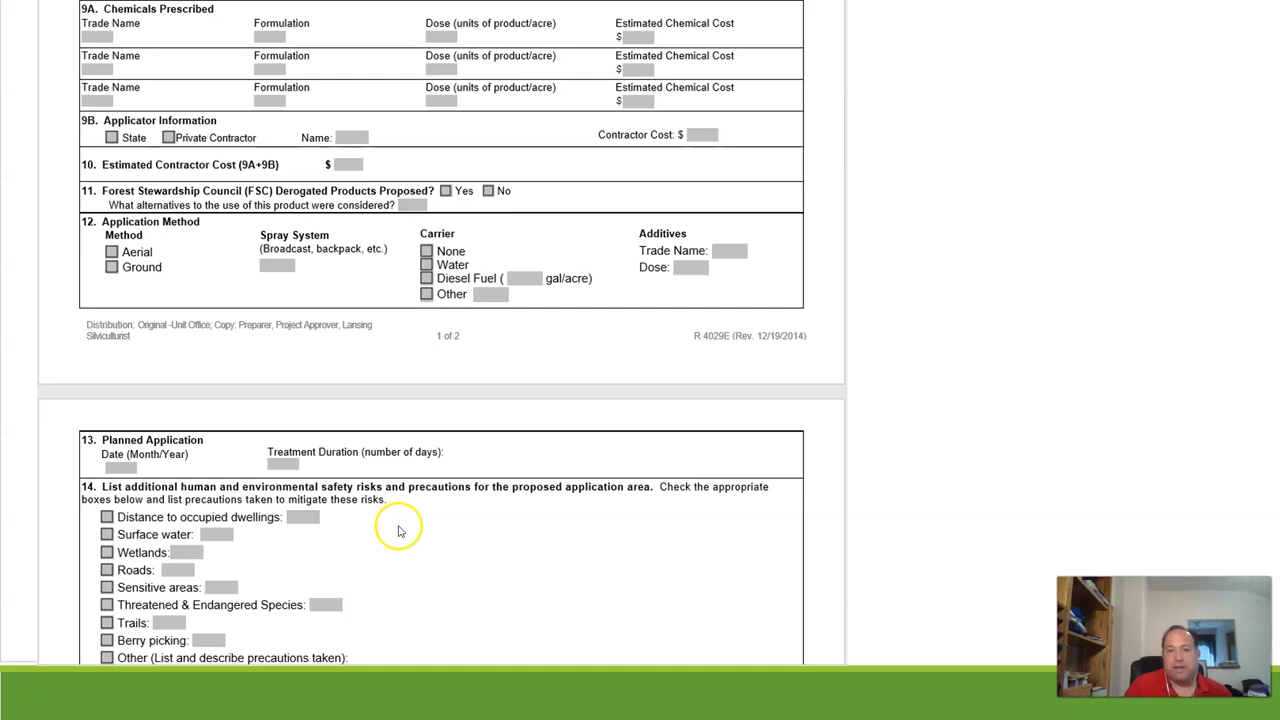 9A. Chemicals Prescribed
Trade Name Formulation Dose (units of product/acre) Estimated Chemical Cost
$
Trade Name Formulation Dose (units of product/acre) Estimated Chemical Cost
$
Trade Name Formulation Dose (units of product/acre) Estimated Chemical Cost
$
9B. Applicator Information
State Private Contractor Name: Contractor Cost: $
10. Estimated Contractor Cost (9A+9B) $
11. Forest Stewardship Council (FSC) Derogated Products Proposed? Yes No
What alternatives to the use of this product were considered?
12. Application Method
Method Spray System Carrier Additives
(Broadcast, backpack, etc.)
Aerial None Trade Name:
Ground Water Dose:
Diesel Fuel ( gal/acre)
Other
Distribution: Original -Unit Office; Copy: Preparer, Project Approver, Lansing
Silviculturist 1 of 2 R 4029E (Rev. 12/19/2014)
13. Planned Application
Date (Month/Year) Treatment Duration (number of days):
14. List additional human and environmental safety risks and precautions for the proposed application area. Check the appropriate
boxes below and list precautions taken to mitigate these risks.
Distance to occupied dwellings:
Surface water:
Wetlands:
Roads:
Sensitive areas:
Threatened & Endangered Species:
Trails:
Berry picking:
Other (List and describe precautions taken):